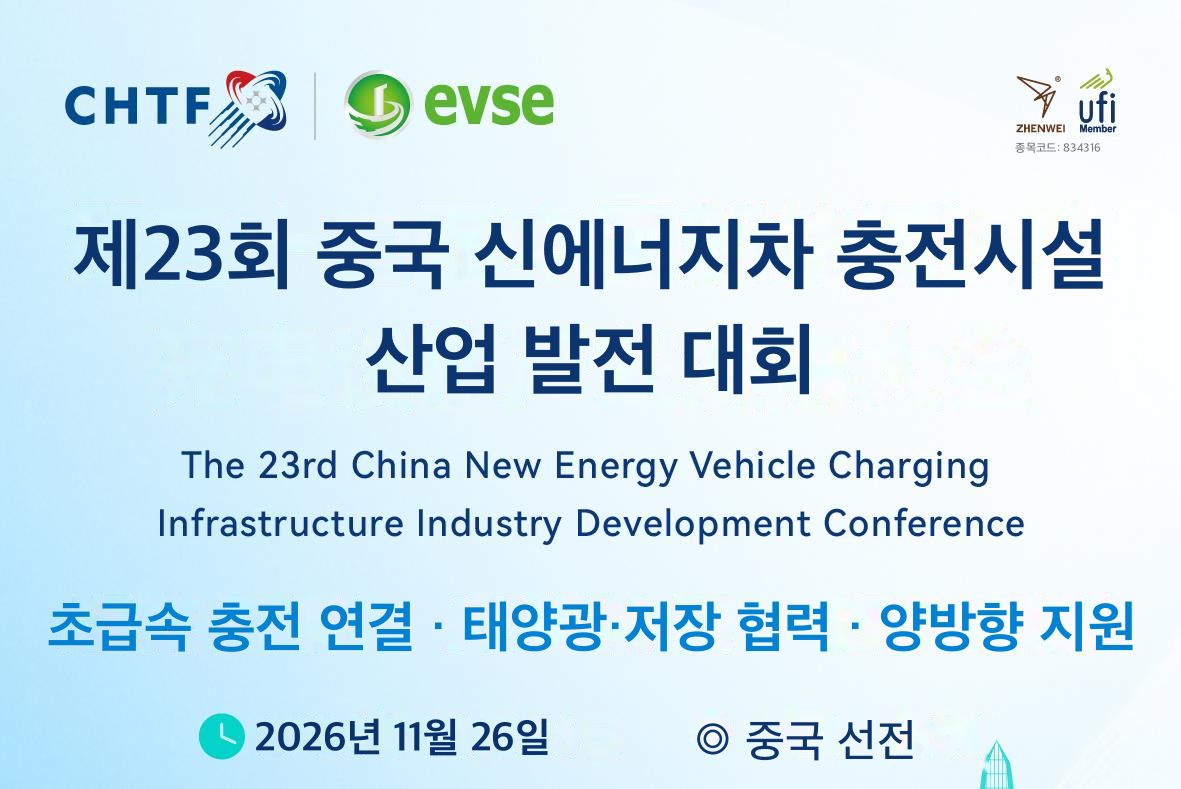 CHTF evse
ZHENWEI ufi Member
종목코드: 834316
제23회 중국 신에너지차 충전시설
산업 발전 대회
The 23rd China New Energy Vehicle Charging
Infrastructure Industry Development Conference
초급속 충전 연결 · 태양광·저장 협력 · 양방향 지원
2026년 11월 26일 ◎ 중국 선전